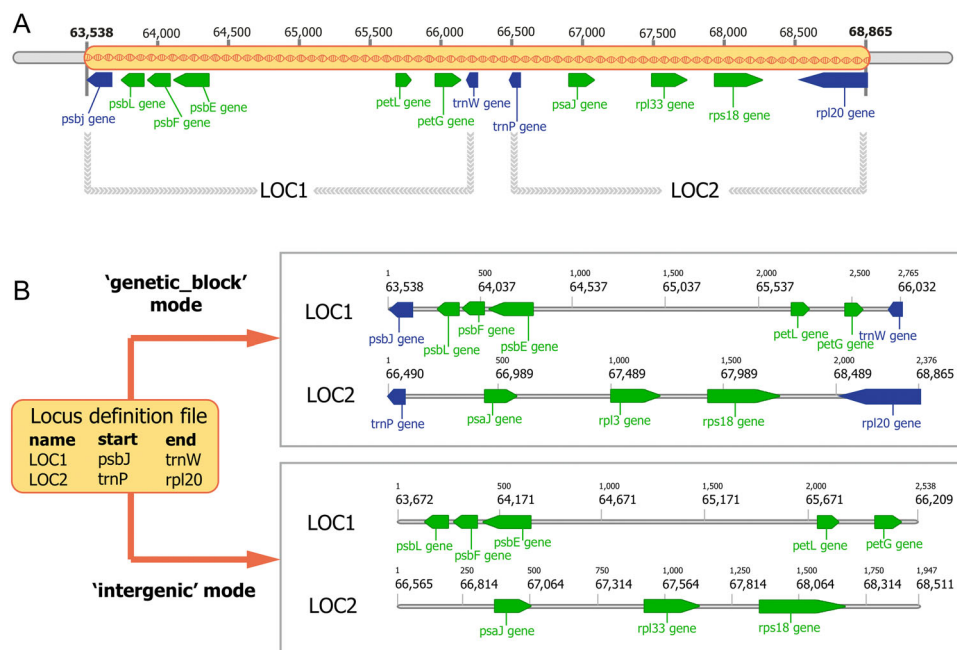 A
63,538 64,000 64,500 65,000 65,500 66,000 66,500 67,000 67,500 68,000 68,500 68,865
psbj gene
psbL gene
psbF gene
psbE gene
petL gene
petG gene
trnW gene
trnP gene
psaJ gene
rpl33 gene
rps18 gene
rpl20 gene
LOC1 LOC2
B
'genetic_block'
mode
Locus definition file
name start end
LOC1 psbJ trnW
LOC2 trnP rpl20
'intergenic' mode
1 500 1,000 1,500 2,000 2,500 2,765
63,538 64,037 64,537 65,037 65,537 66,032
LOC1
psbJ gene
psbL gene
psbF gene
psbE gene
petL gene
petG gene
trnW gene
1 500 1,000 1,500 2,000 2,376
66,490 66,989 67,489 67,989 68,489 68,865
LOC2
trnP gene
psaJ gene
rpl3 gene
rps18 gene
rpl20 gene
1 500 1,000 1,500 2,000 2,538
63,672 64,171 64,671 65,171 65,671 66,209
LOC1
psbL gene
psbF gene
psbE gene
petL gene
petG gene
1 250 500 750 1,000 1,250 1,500 1,750 1,947
66,565 66,814 67,064 67,314 67,564 67,814 68,064 68,314 68,511
LOC2
psaJ gene
rpl33 gene
rps18 gene